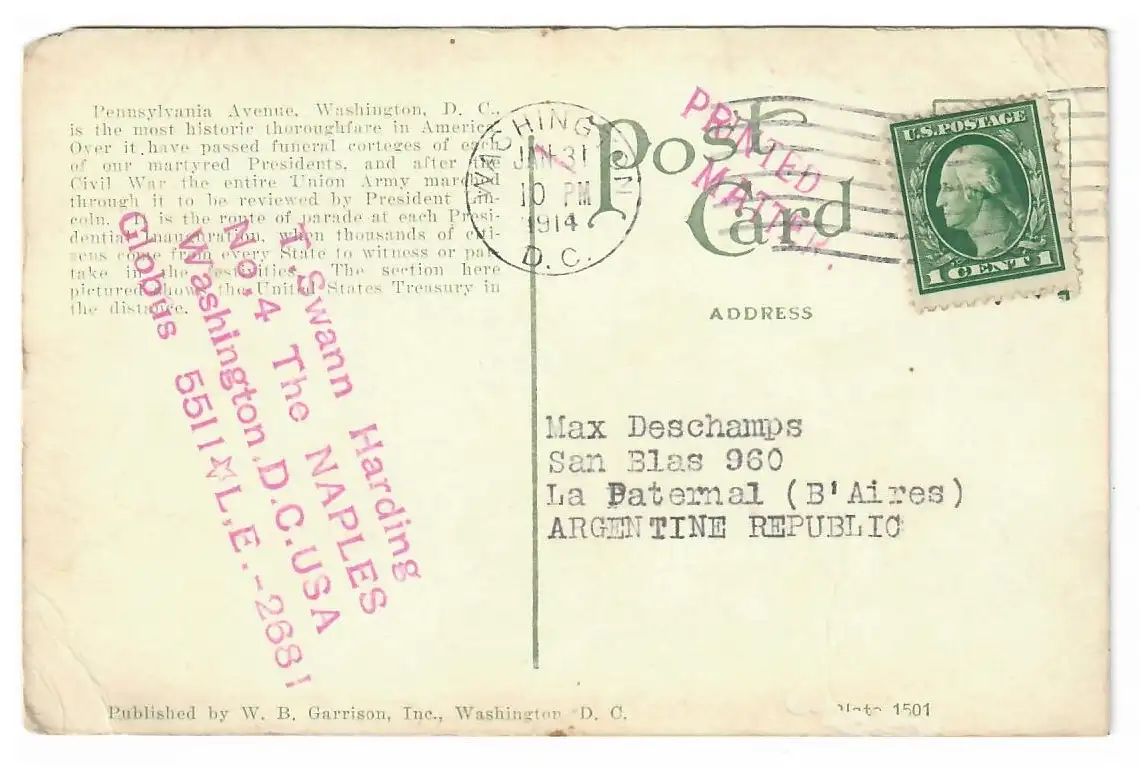 Pennsylvania Avenue, Washington, D. C.,
is the most historic thoroughfare in America.
Over it have passed funeral corteges of each
of our martyred Presidents, and after the
Civil War the entire Union Army marched
through it to be reviewed by President Lin-
coln. It is the route of parade at each Presi-
dential inauguration, when thousands of citi-
zens come from every State to witness or par-
take in the festivities. The section here
pictured shows the United States Treasury in
the distance.
T. Swann Harding
No. 4 The NAPLES
Washington.D.C.USA
Globus 5511☆L.E.-2681
WASHINGTON
JAN 31
10 PM
1914
D. C.
Post
Card
PRINTED
MATTER.
U.S. POSTAGE
1 CENT 1
ADDRESS
Max Deschamps
San Blas 960
La Paternal (B'Aires)
ARGENTINE REPUBLIC
Published by W. B. Garrison, Inc., Washington D. C.
Plate 1501